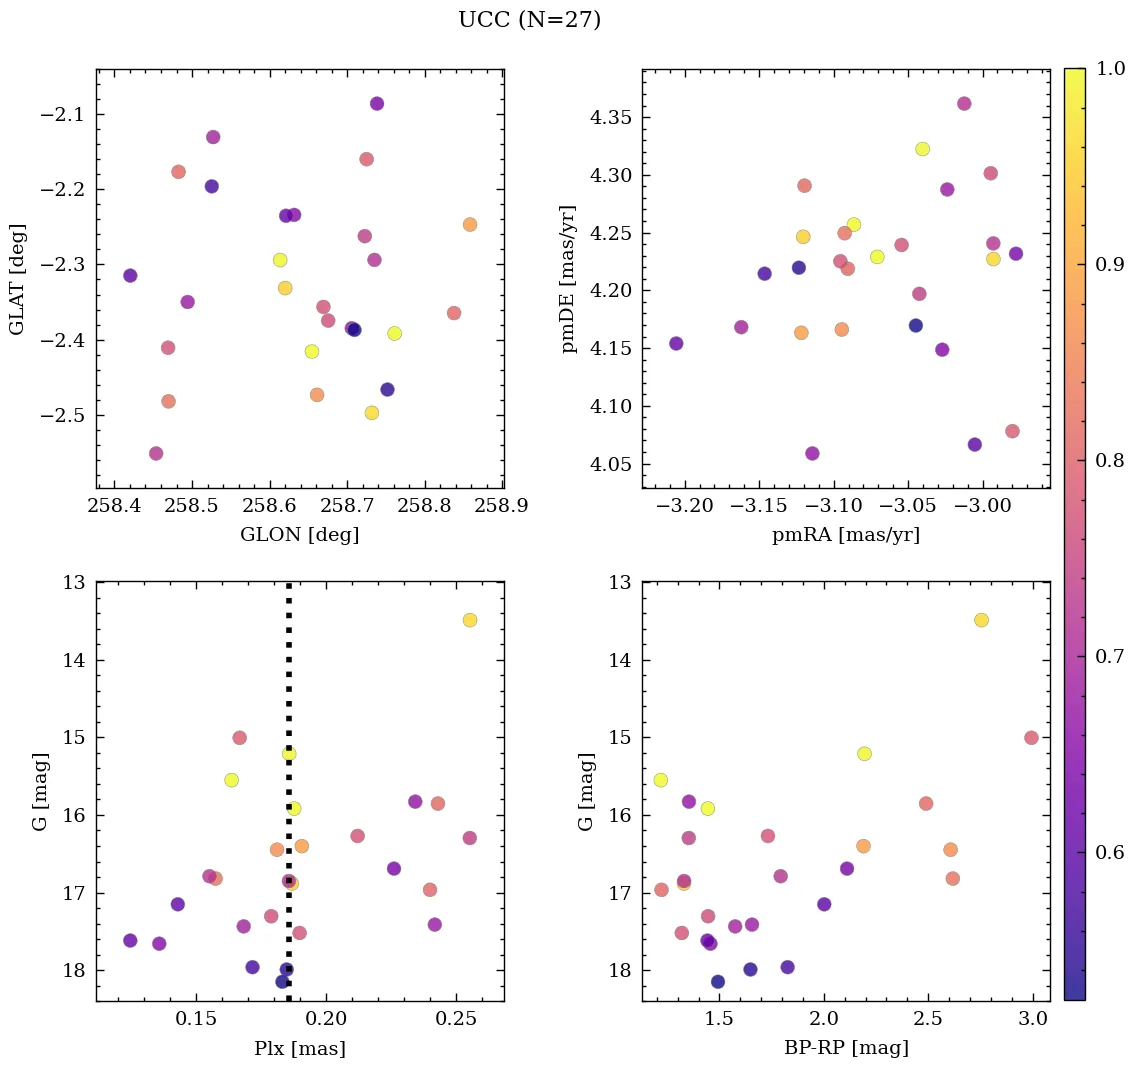 UCC (N=27)
−2.1
−2.2
−2.3
−2.4
−2.5
GLAT [deg]
258.4 258.5 258.6 258.7 258.8 258.9
GLON [deg]
4.35
4.30
4.25
4.20
4.15
4.10
4.05
pmDE [mas/yr]
−3.20 −3.15 −3.10 −3.05 −3.00
pmRA [mas/yr]
1.0
0.9
0.8
0.7
0.6
13
14
15
16
17
18
G [mag]
0.15 0.20 0.25
Plx [mas]
13
14
15
16
17
18
G [mag]
1.5 2.0 2.5 3.0
BP-RP [mag]